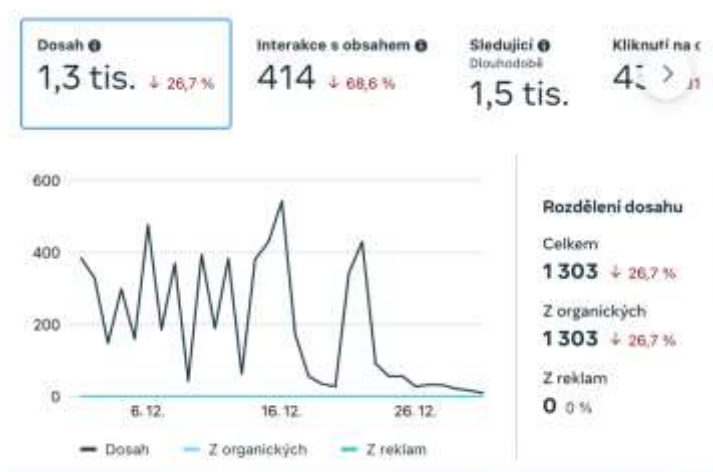 Dosah
1,3 tis. ↓ 26,7 %
Interakce s obsahem
414 ↓ 68,6 %
Sledující
Dlouhodobě
1,5 tis.
Kliknutí na
600
400
200
0
6. 12.
16. 12.
26. 12.
Dosah
Z organických
Z reklam
Rozdělení dosahu
Celkem
1 303 ↓ 26,7 %
Z organických
1 303 ↓ 26,7 %
Z reklam
0 0 %